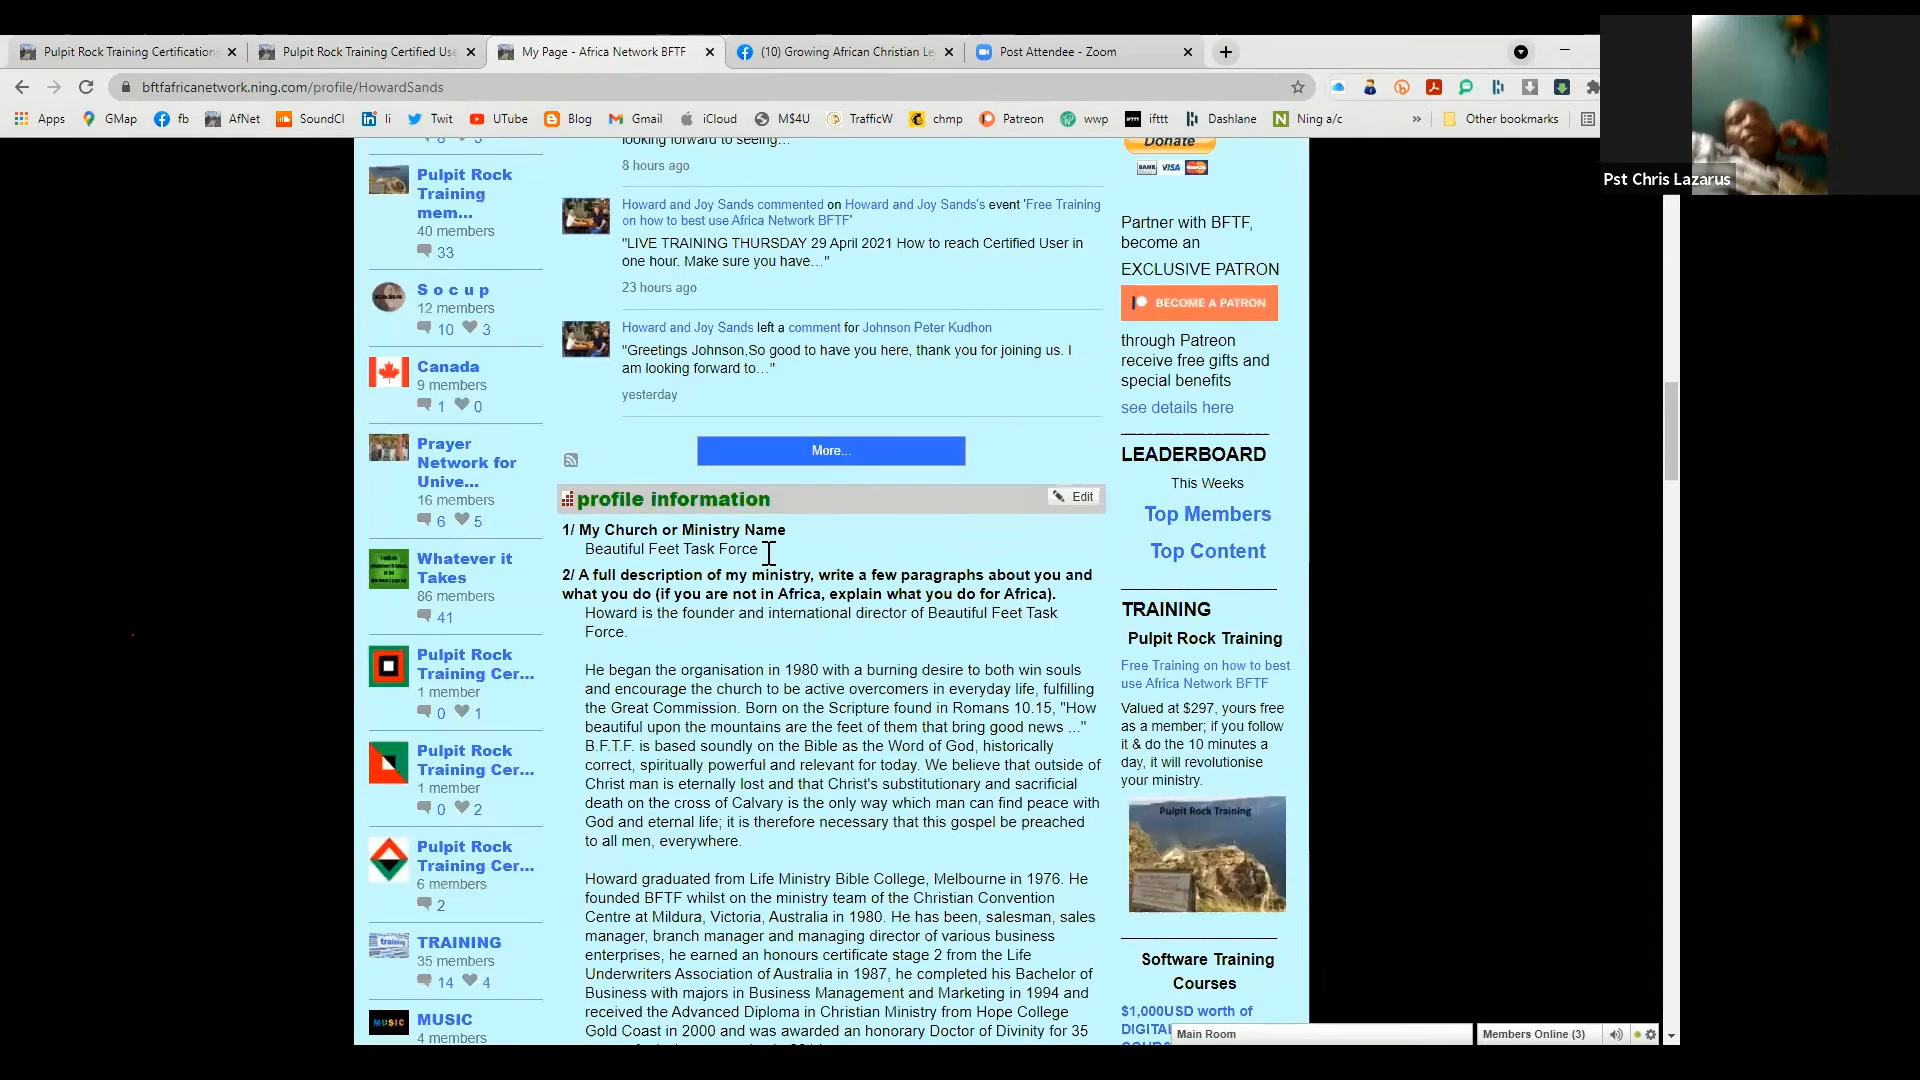 Pulpit Rock Training Certifications
Pulpit Rock Training Certified Use
My Page - Africa Network BFTF
(10) Growing African Christian Le
Post Attendee - Zoom
bftfafricanetwork.ning.com/profile/HowardSands
Apps
GMap
fb
AfNet
SoundCl
li
Twit
UTube
Blog
Gmail
iCloud
M$4U
TrafficW
chmp
Patreon
wwp
ifttt
Dashlane
Ning a/c
»
Other bookmarks
Pst Chris Lazarus
8 3
Pulpit Rock
Training
mem...
40 members
33
S o c u p
12 members
10 3
Canada
9 members
1 0
Prayer
Network for
Unive...
16 members
6 5
Whatever it
Takes
86 members
41
Pulpit Rock
Training Cer...
1 member
0 1
Pulpit Rock
Training Cer...
1 member
0 2
Pulpit Rock
Training Cer...
6 members
2
training
TRAINING
35 members
14 4
MUSIC
MUSIC
4 members
looking forward to seeing..."
8 hours ago
Howard and Joy Sands commented on Howard and Joy Sands's event 'Free Training
on how to best use Africa Network BFTF'
"LIVE TRAINING THURSDAY 29 April 2021 How to reach Certified User in
one hour. Make sure you have…"
23 hours ago
Howard and Joy Sands left a comment for Johnson Peter Kudhon
"Greetings Johnson,So good to have you here, thank you for joining us. I
am looking forward to…"
yesterday
More...
profile information
Edit
1/ My Church or Ministry Name
Beautiful Feet Task Force
2/ A full description of my ministry, write a few paragraphs about you and
what you do (if you are not in Africa, explain what you do for Africa).
Howard is the founder and international director of Beautiful Feet Task
Force.
He began the organisation in 1980 with a burning desire to both win souls
and encourage the church to be active overcomers in everyday life, fulfilling
the Great Commission. Born on the Scripture found in Romans 10.15, "How
beautiful upon the mountains are the feet of them that bring good news ..."
B.F.T.F. is based soundly on the Bible as the Word of God, historically
correct, spiritually powerful and relevant for today. We believe that outside of
Christ man is eternally lost and that Christ's substitutionary and sacrificial
death on the cross of Calvary is the only way which man can find peace with
God and eternal life; it is therefore necessary that this gospel be preached
to all men, everywhere.
Howard graduated from Life Ministry Bible College, Melbourne in 1976. He
founded BFTF whilst on the ministry team of the Christian Convention
Centre at Mildura, Victoria, Australia in 1980. He has been, salesman, sales
manager, branch manager and managing director of various business
enterprises, he earned an honours certificate stage 2 from the Life
Underwriters Association of Australia in 1987, he completed his Bachelor of
Business with majors in Business Management and Marketing in 1994 and
received the Advanced Diploma in Christian Ministry from Hope College
Gold Coast in 2000 and was awarded an honorary Doctor of Divinity for 35
Donate
BANK VISA
Partner with BFTF,
become an
EXCLUSIVE PATRON
BECOME A PATRON
through Patreon
receive free gifts and
special benefits
see details here
LEADERBOARD
This Weeks
Top Members
Top Content
TRAINING
Pulpit Rock Training
Free Training on how to best
use Africa Network BFTF
Valued at $297, yours free
as a member; if you follow
it & do the 10 minutes a
day, it will revolutionise
your ministry.
Pulpit Rock Training
Software Training
Courses
$1,000USD worth of
DIGITA
Main Room
Members Online (3)